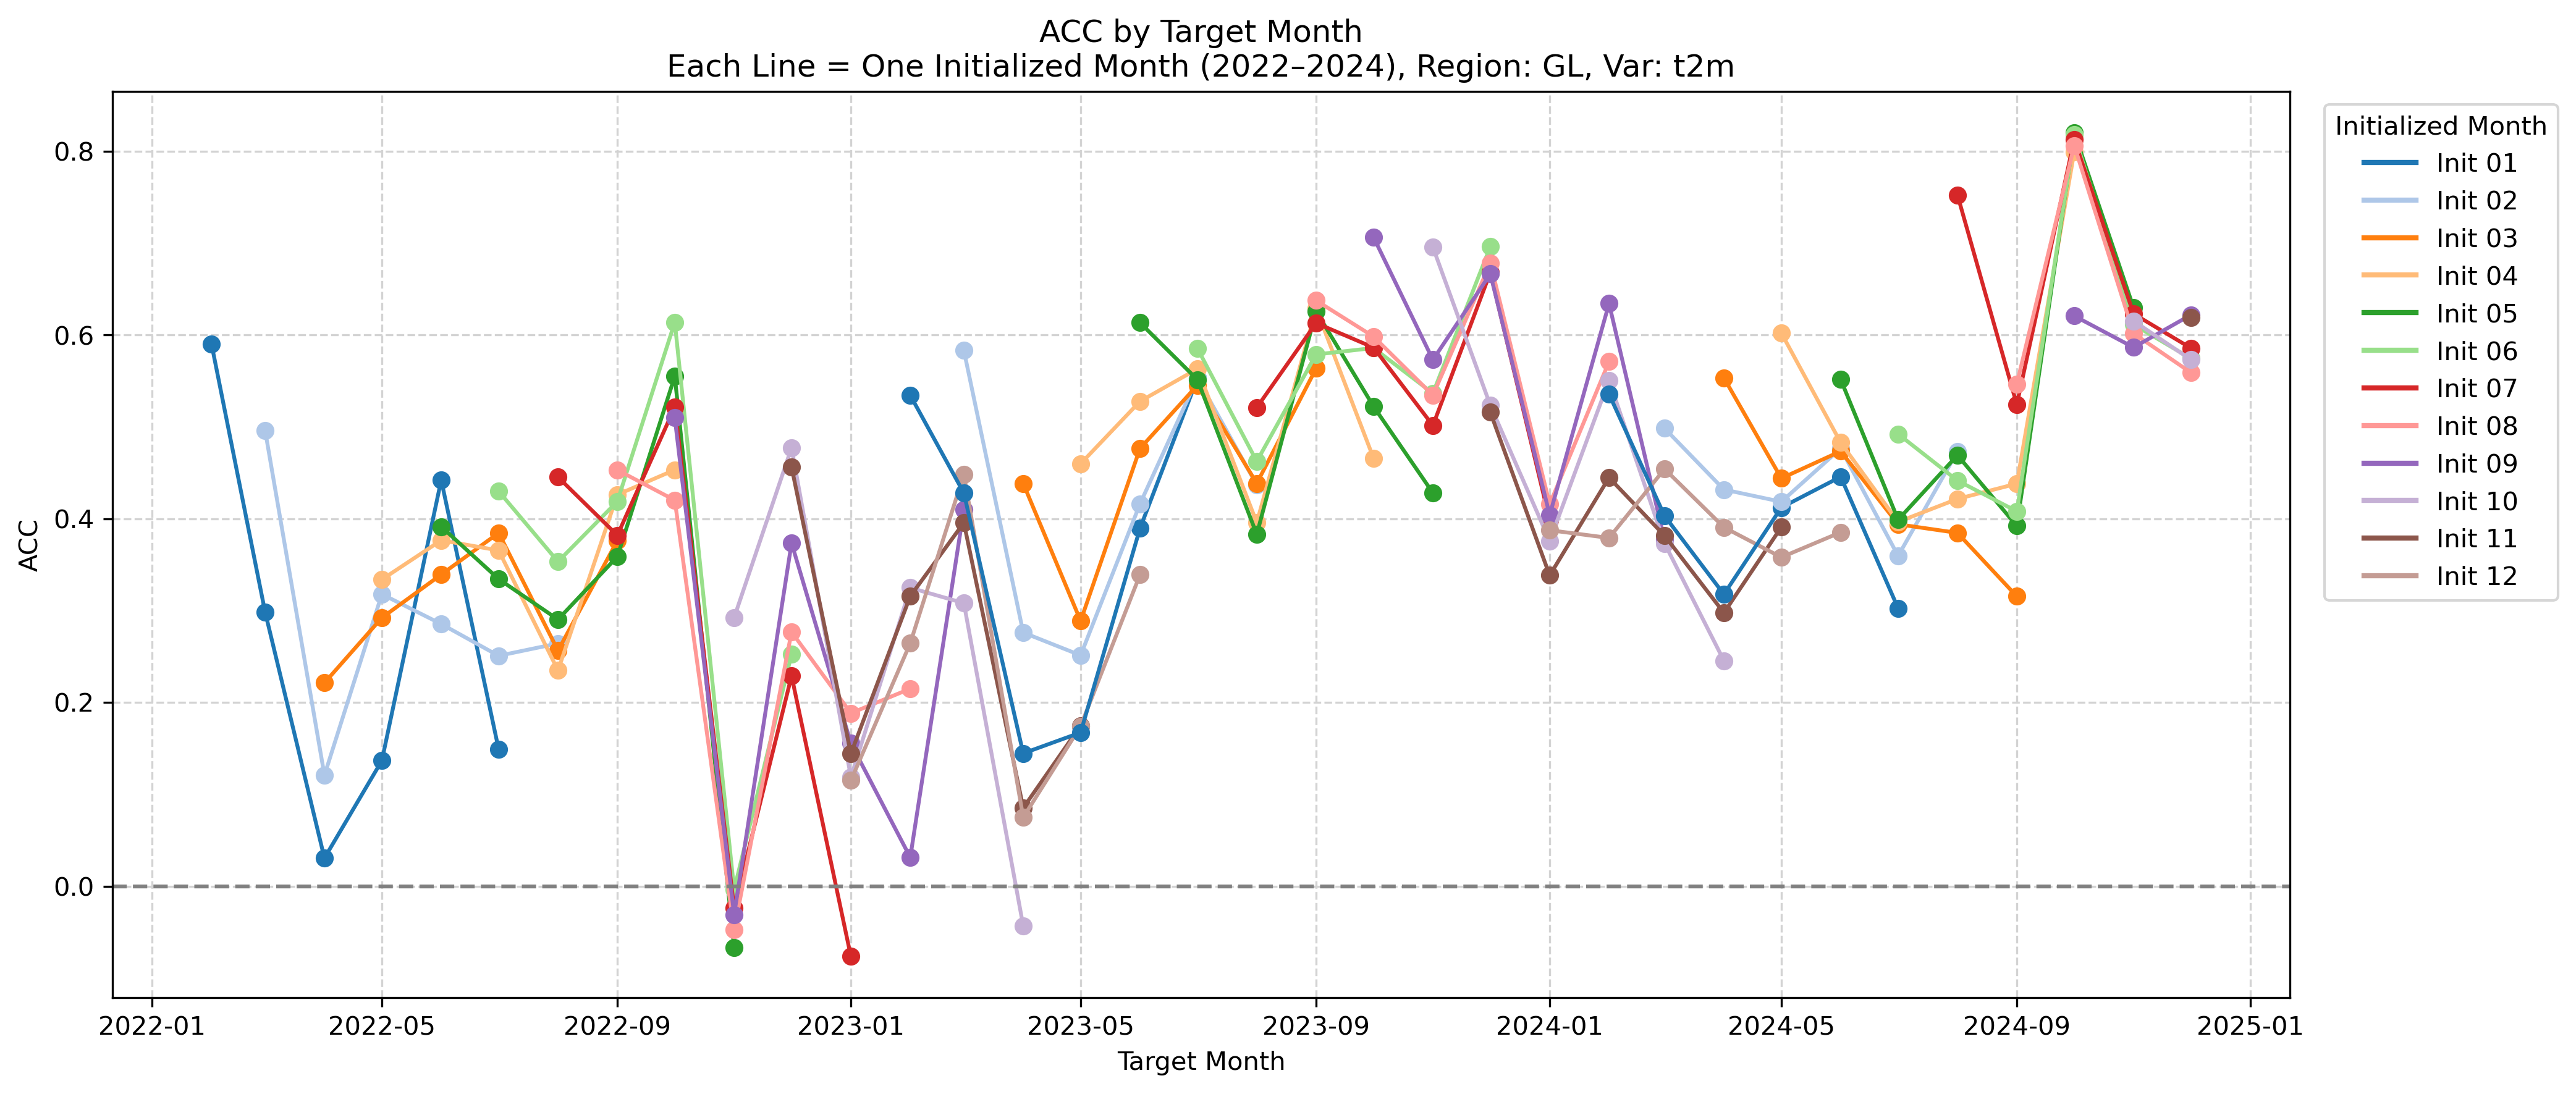 ACC by Target Month
Each Line = One Initialized Month (2022–2024), Region: GL, Var: t2m
ACC
0.8
0.6
0.4
0.2
0.0
2022-01
2022-05
2022-09
2023-01
2023-05
2023-09
2024-01
2024-05
2024-09
2025-01
Target Month
Initialized Month
Init 01
Init 02
Init 03
Init 04
Init 05
Init 06
Init 07
Init 08
Init 09
Init 10
Init 11
Init 12